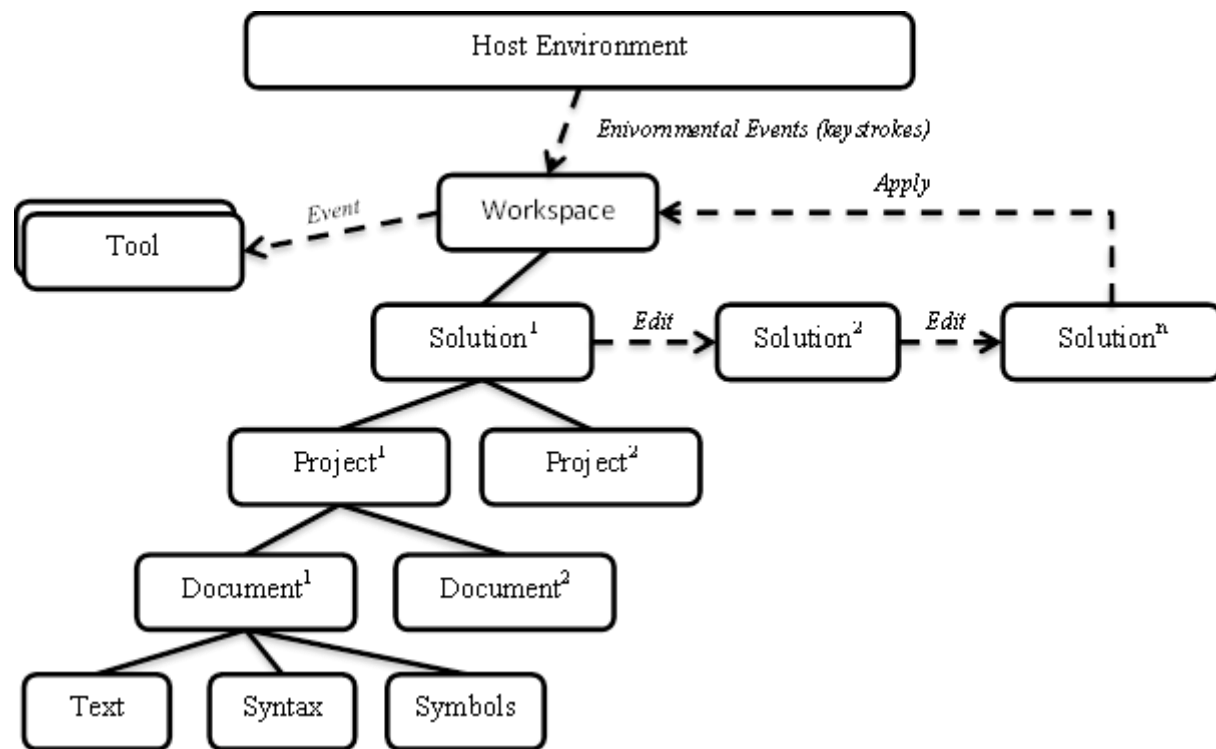 Host Environment
Enivornmental Events (keystrokes)
Apply
Event
Workspace
Tool
Solution¹
Edit
Solution²
Edit
Solutionⁿ
Project¹
Project²
Document¹
Document²
Text
Syntax
Symbols